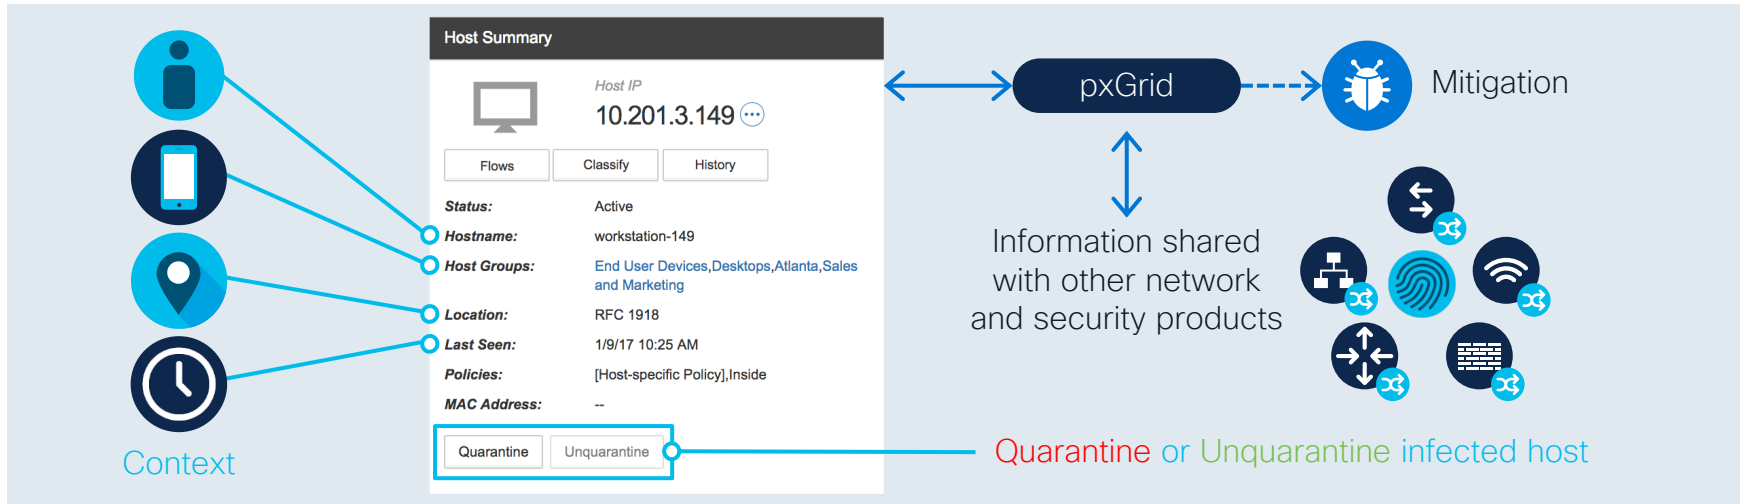 Host Summary
Host IP
10.201.3.149
Flows
Classify
History
Status: Active
Hostname: workstation-149
Host Groups: End User Devices,Desktops,Atlanta,Sales
and Marketing
Location: RFC 1918
Last Seen: 1/9/17 10:25 AM
Policies: [Host-specific Policy],Inside
MAC Address: --
Quarantine
Unquarantine
Context
pxGrid
Mitigation
Information shared
with other network
and security products
Quarantine or Unquarantine infected host